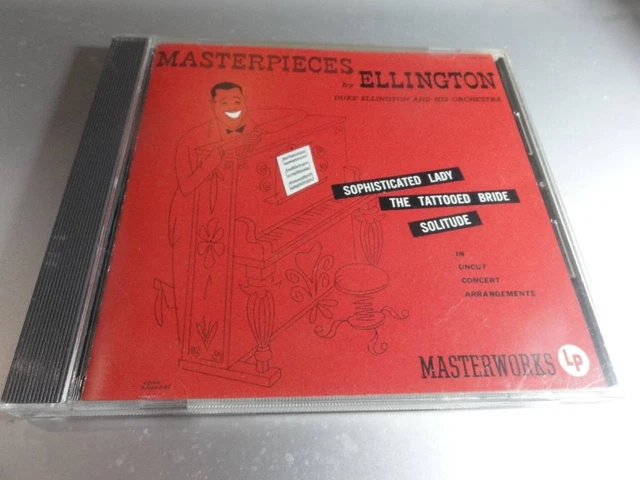 MASTERPIECES
by ELLINGTON
DUKE ELLINGTON AND HIS ORCHESTRA
SOPHISTICATED LADY
THE TATTOOED BRIDE
SOLITUDE
IN
UNCUT
CONCERT
ARRANGEMENTS
MASTERWORKS LP